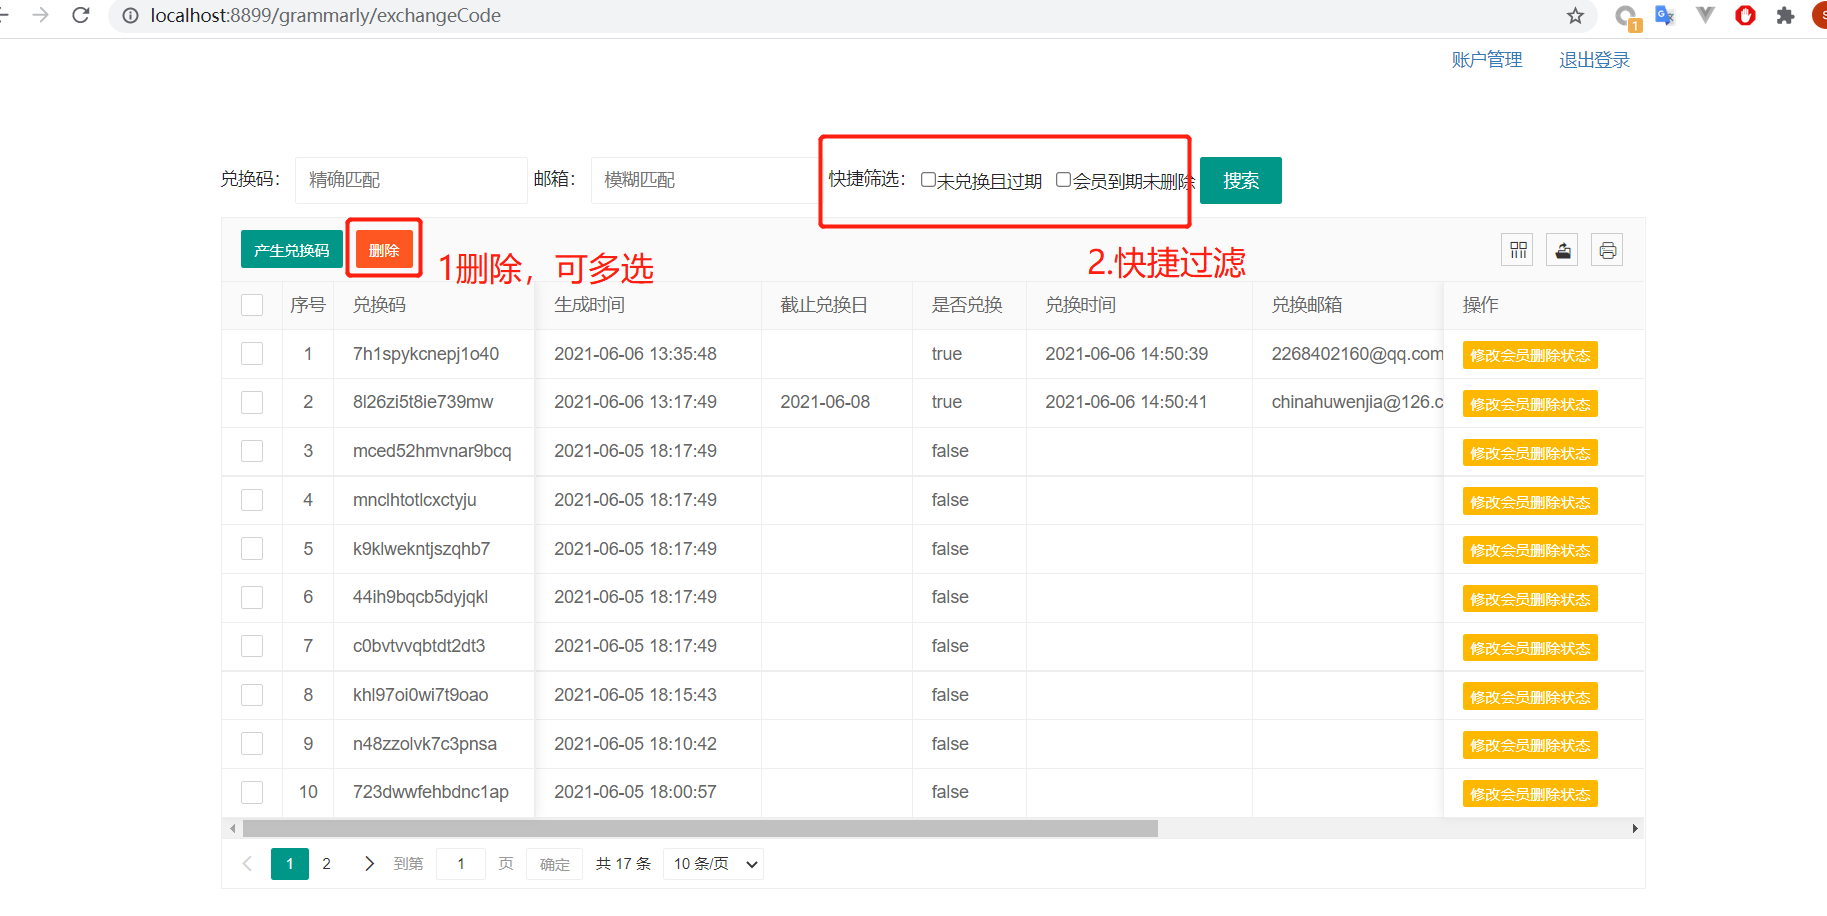 localhost:8899/grammarly/exchangeCode
1
账户管理 退出登录
兑换码： 精确匹配 邮箱： 模糊匹配 快捷筛选： 未兑换且过期 会员到期未删除 搜索
产生兑换码 删除 1删除，可多选 2.快捷过滤
序号 兑换码 生成时间 截止兑换日 是否兑换 兑换时间 兑换邮箱 操作
1 7h1spykcnepj1o40 2021-06-06 13:35:48 true 2021-06-06 14:50:39 2268402160@qq.com 修改会员删除状态
2 8l26zi5t8ie739mw 2021-06-06 13:17:49 2021-06-08 true 2021-06-06 14:50:41 chinahuwenjia@126.c 修改会员删除状态
3 mced52hmvnar9bcq 2021-06-05 18:17:49 false 修改会员删除状态
4 mnclhtotlcxctyju 2021-06-05 18:17:49 false 修改会员删除状态
5 k9klwekntjszqhb7 2021-06-05 18:17:49 false 修改会员删除状态
6 44ih9bqcb5dyjqkl 2021-06-05 18:17:49 false 修改会员删除状态
7 c0bvtvvqbtdt2dt3 2021-06-05 18:17:49 false 修改会员删除状态
8 khl97oi0wi7t9oao 2021-06-05 18:15:43 false 修改会员删除状态
9 n48zzolvk7c3pnsa 2021-06-05 18:10:42 false 修改会员删除状态
10 723dwwfehbdnc1ap 2021-06-05 18:00:57 false 修改会员删除状态
1 2 到第 1 页 确定 共 17 条 10 条/页